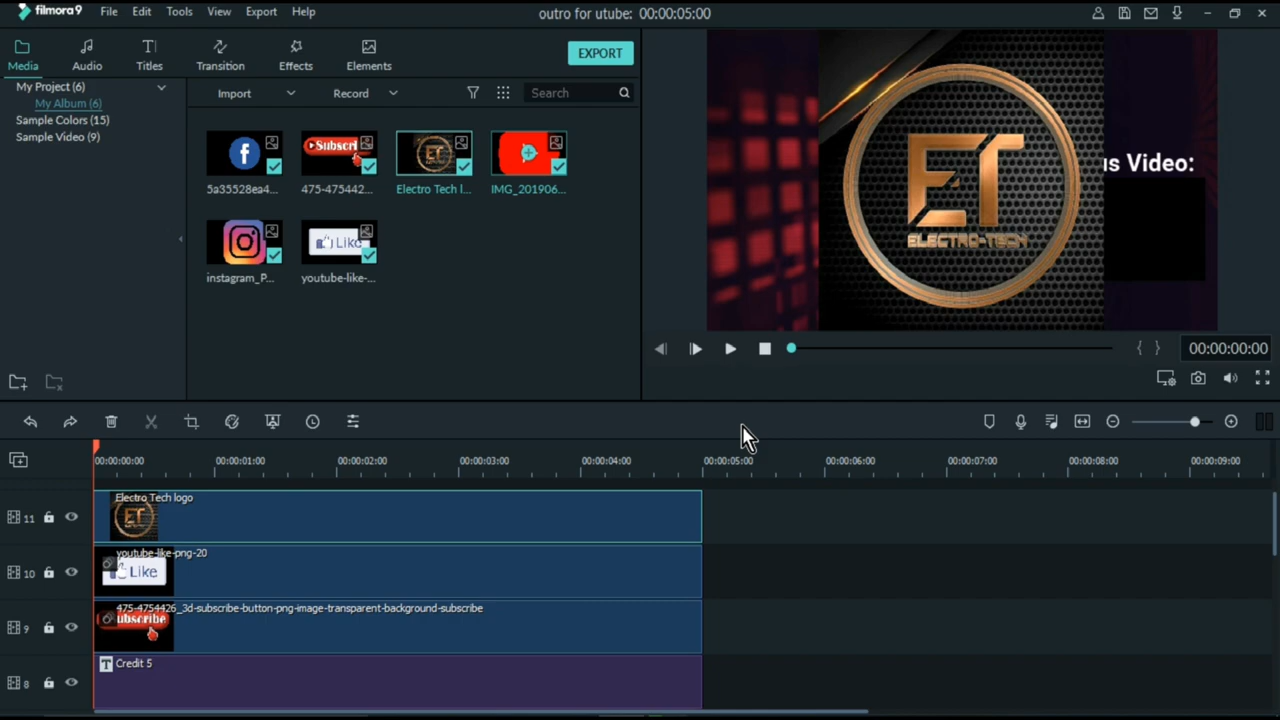 filmora9 File Edit Tools View Export Help
outro for utube: 00:00:05:00
Media Audio Titles Transition Effects Elements
EXPORT
My Project (6)
My Album (6)
Sample Colors (15)
Sample Video (9)
Import Record Search
Subscri
5a35528ea4... 475-475442... Electro Tech l... IMG_201906...
Like
instagram_P... youtube-like-...
ET
ELECTRO-TECH
us Video:
00:00:00:00
00:00:00:00 00:00:01:00 00:00:02:00 00:00:03:00 00:00:04:00 00:00:05:00 00:00:06:00 00:00:07:00 00:00:08:00 00:00:09:00
11 Electro Tech logo
ET
10 youtube-like-png-20
Like
9 475-4754426_3d-subscribe-button-png-image-transparent-background-subscribe
ubscribe
8 T Credit 5